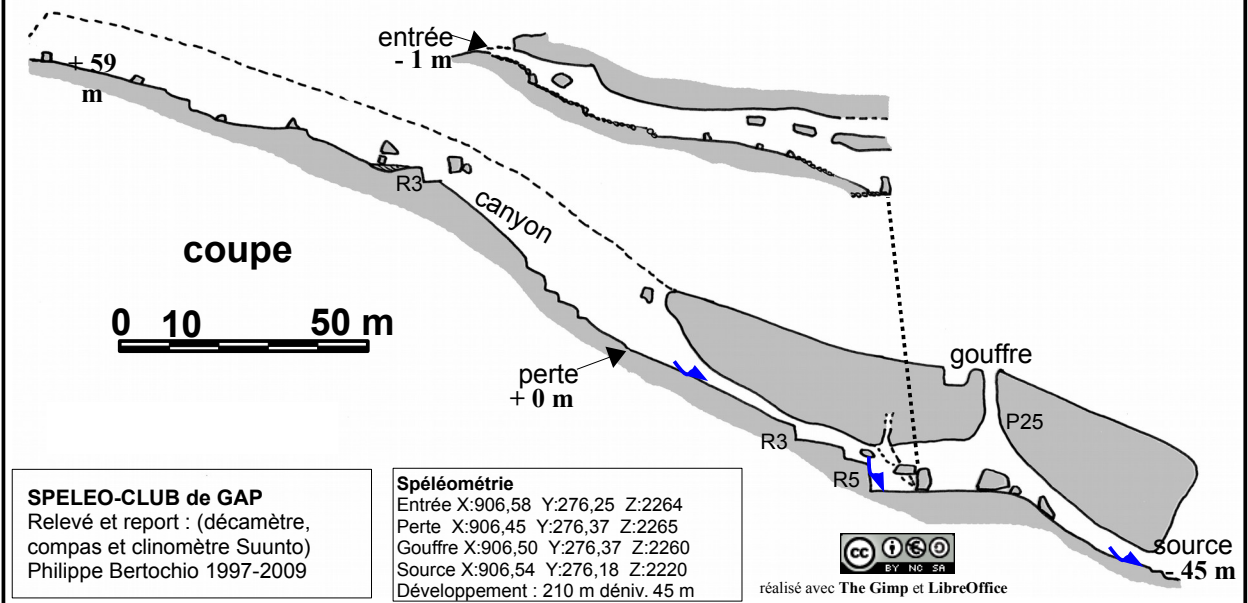 entrée
- 1 m
+ 59
m
R3
canyon
coupe
0 10 50 m
gouffre
perte
+ 0 m
P25
R3
R5
source
- 45 m
SPELEO-CLUB de GAP
Relevé et report : (décamètre,
compas et clinomètre Suunto)
Philippe Bertochio 1997-2009
Spéléométrie
Entrée X:906,58 Y:276,25 Z:2264
Perte X:906,45 Y:276,37 Z:2265
Gouffre X:906,50 Y:276,37 Z:2260
Source X:906,54 Y:276,18 Z:2220
Développement : 210 m déniv. 45 m
cc
BY NC SA
réalisé avec The Gimp et LibreOffice